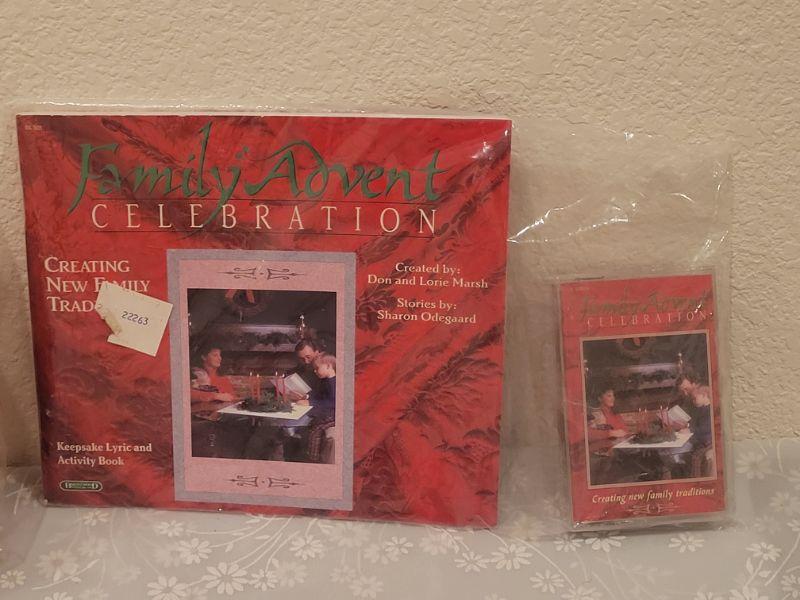 Family Advent
CELEBRATION
CREATING
NEW FAMILY
TRAD
22263
Created by:
Don and Lorie Marsh
Stories by:
Sharon Odegaard
Keepsake Lyric and
Activity Book
Family Advent
CELEBRATION
Creating new family traditions